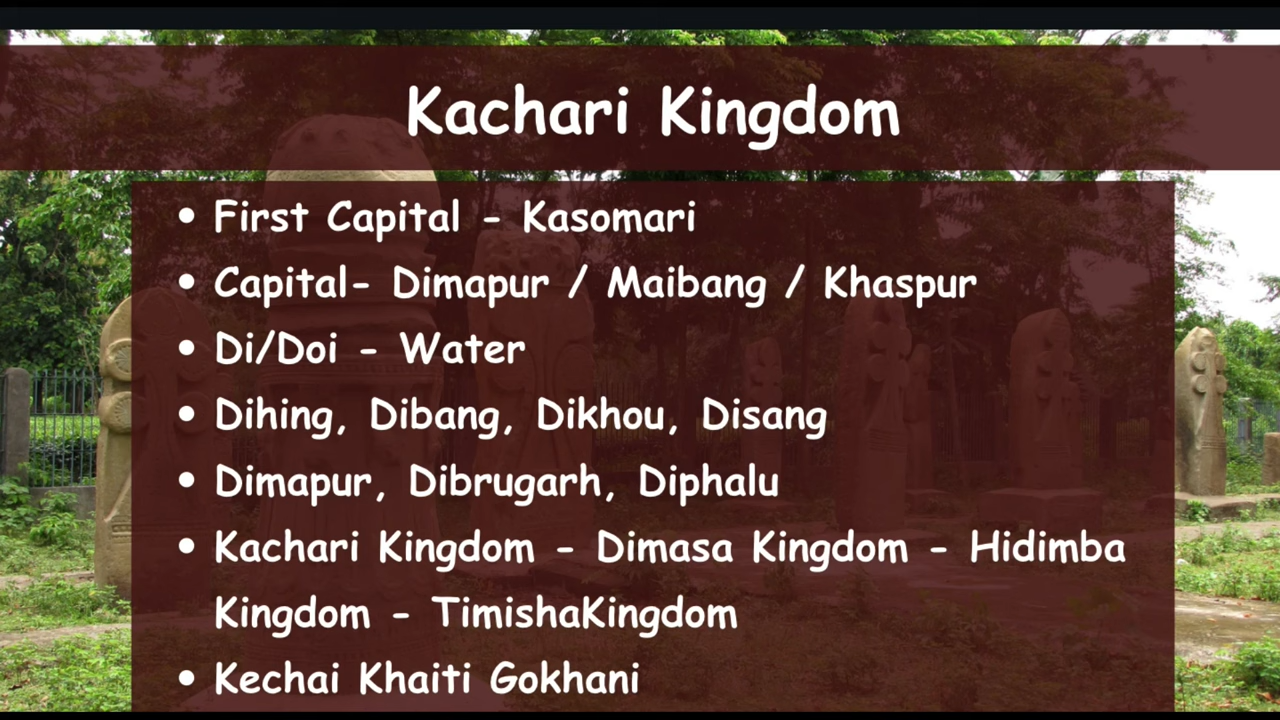 Kachari Kingdom
• First Capital - Kasomari
• Capital- Dimapur / Maibang / Khaspur
• Di/Doi - Water
• Dihing, Dibang, Dikhou, Disang
• Dimapur, Dibrugarh, Diphalu
• Kachari Kingdom - Dimasa Kingdom - Hidimba
Kingdom - TimishaKingdom
• Kechai Khaiti Gokhani